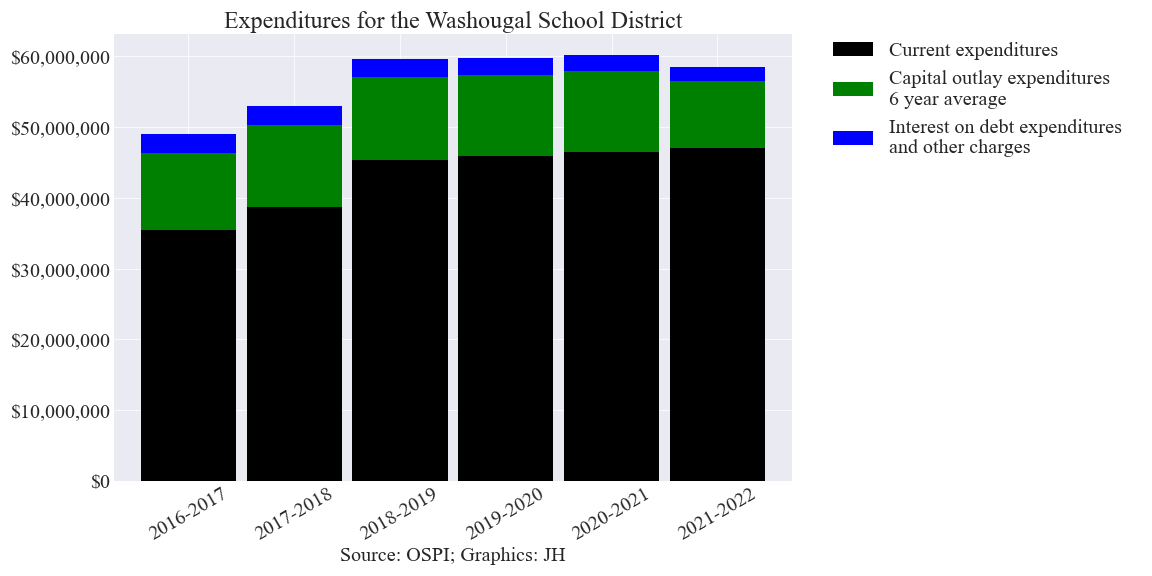 Expenditures for the Washougal School District
$60,000,000
$50,000,000
$40,000,000
$30,000,000
$20,000,000
$10,000,000
$0
2016-2017
2017-2018
2018-2019
2019-2020
2020-2021
2021-2022
Source: OSPI; Graphics: JH
Current expenditures
Capital outlay expenditures
6 year average
Interest on debt expenditures
and other charges